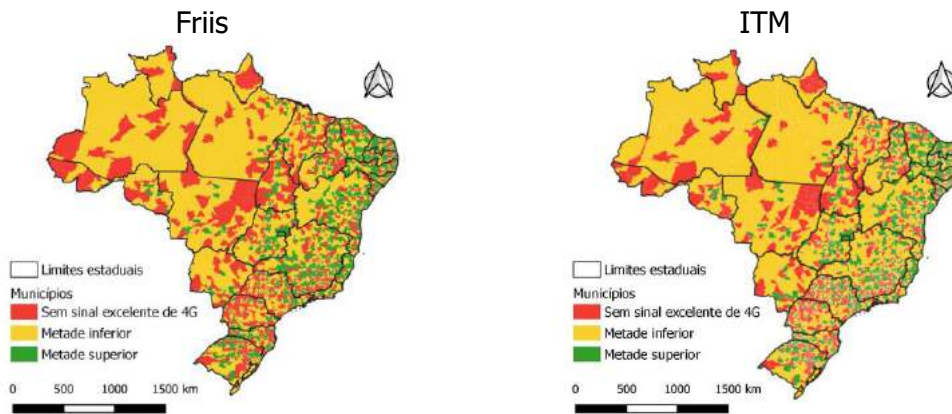 Friis
ITM
Limites estaduais
Municípios
Sem sinal excelente de 4G
Metade inferior
Metade superior
0 500 1000 1500 km
Limites estaduais
Municípios
Sem sinal excelente de 4G
Metade inferior
Metade superior
0 500 1000 1500 km